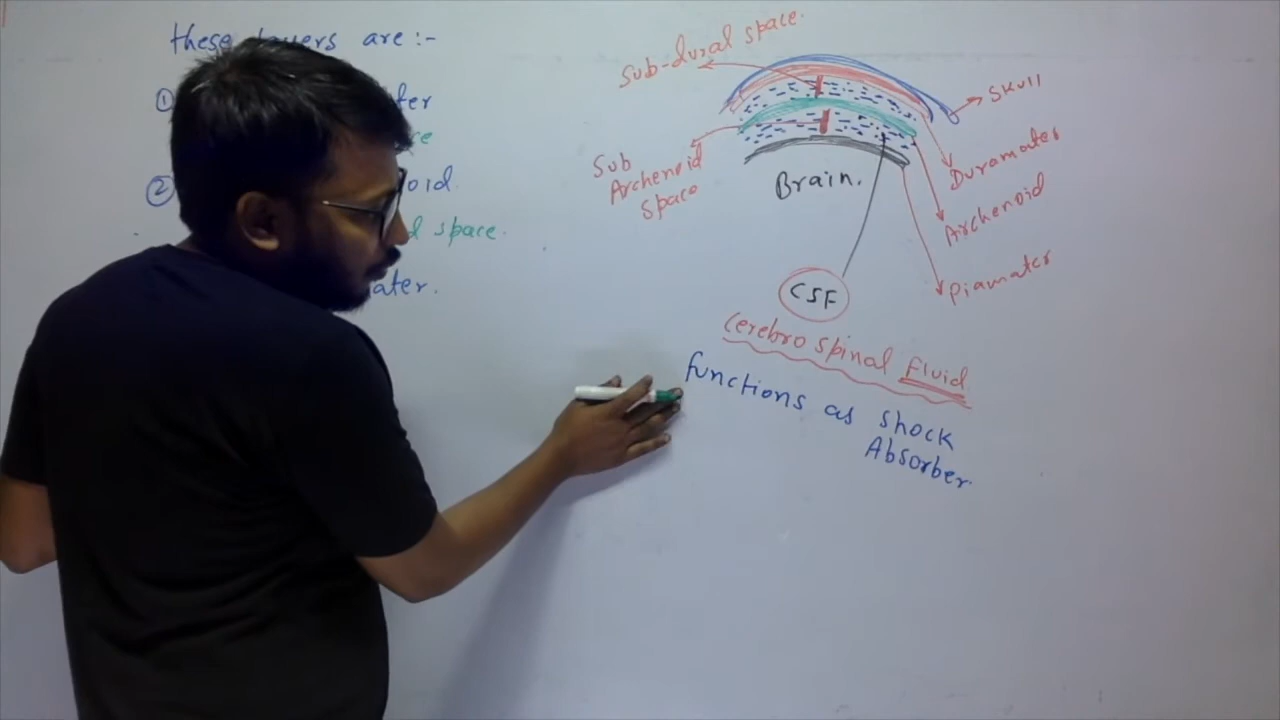 these layers are :-
①
②
space.
Sub-dural space.
Skull
Duramater
Archenoid
Piamater
Sub
Archenoid
Space
Brain.
CSF
Cerebro spinal fluid
functions as shock
Absorber.